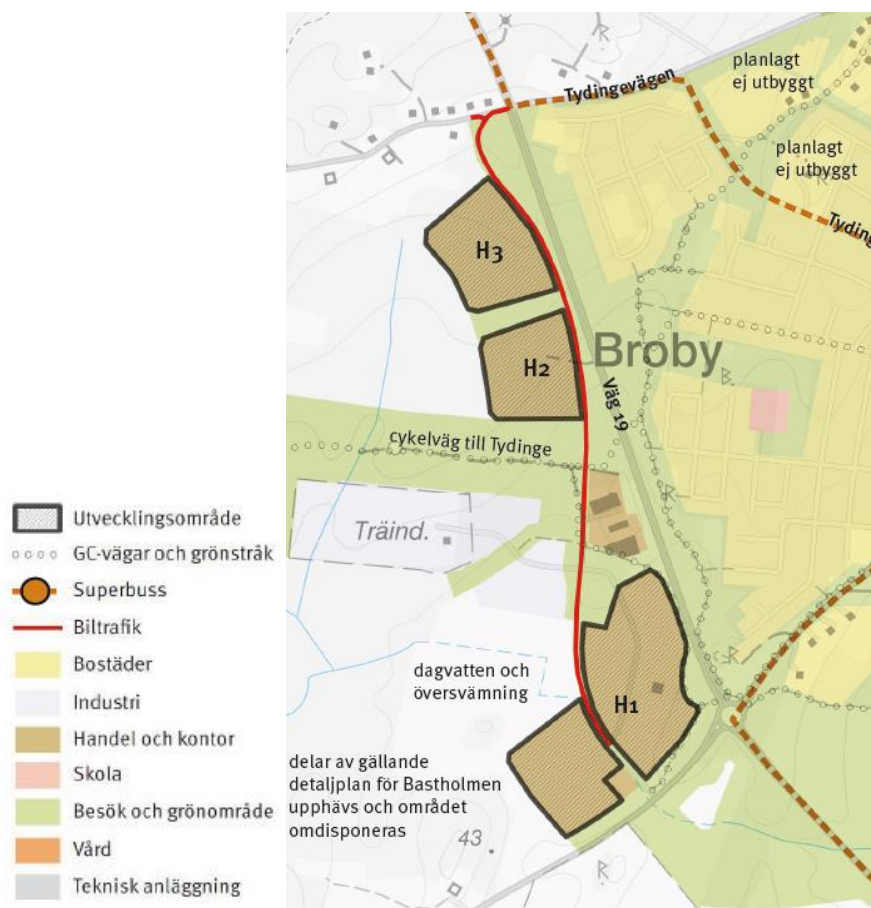 planlagt
ej utbyggt
Tydingevägen
planlagt
ej utbyggt
H3
H2
Broby
Väg 19
cykelväg till Tydinge
Träind.
H1
dagvatten och
översvämning
delar av gällande
detaljplan för Bastholmen
upphävs och området
omdisponeras
43
Utvecklingsområde
GC-vägar och grönstråk
Superbuss
Biltrafik
Bostäder
Industri
Handel och kontor
Skola
Besök och grönområde
Vård
Teknisk anläggning